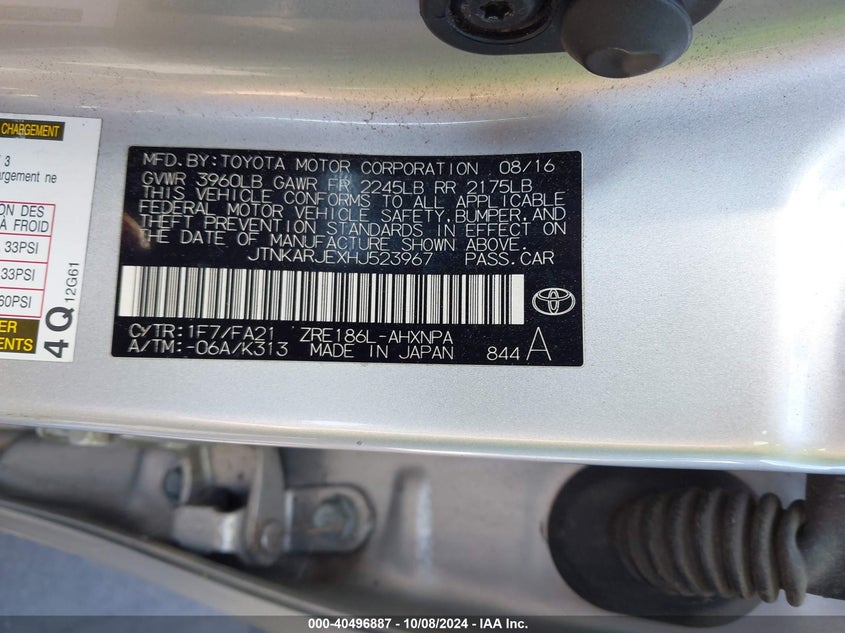 CHARGEMENT
3
argement ne
ION DES
À FROID
33PSI
33PSI
60PSI
ER
ENTS
4Q 12G61
MFD.BY:TOYOTA MOTOR CORPORATION 08/16
GVWR 3960LB GAWR FR 2245LB RR 2175LB
THIS VEHICLE CONFORMS TO ALL APPLICABLE
FEDERAL MOTOR VEHICLE SAFETY,BUMPER,AND
THEFT PREVENTION STANDARDS IN EFFECT ON
THE DATE OF MANUFACTURE SHOWN ABOVE.
JTNKARJEXHJ523967 PASS.CAR
C/TR:1F7/FA21 ZRE186L-AHXNPA
A/TM:-06A/K313 MADE IN JAPAN 844 A
000-40496887 - 10/08/2024 - © IAA Inc.